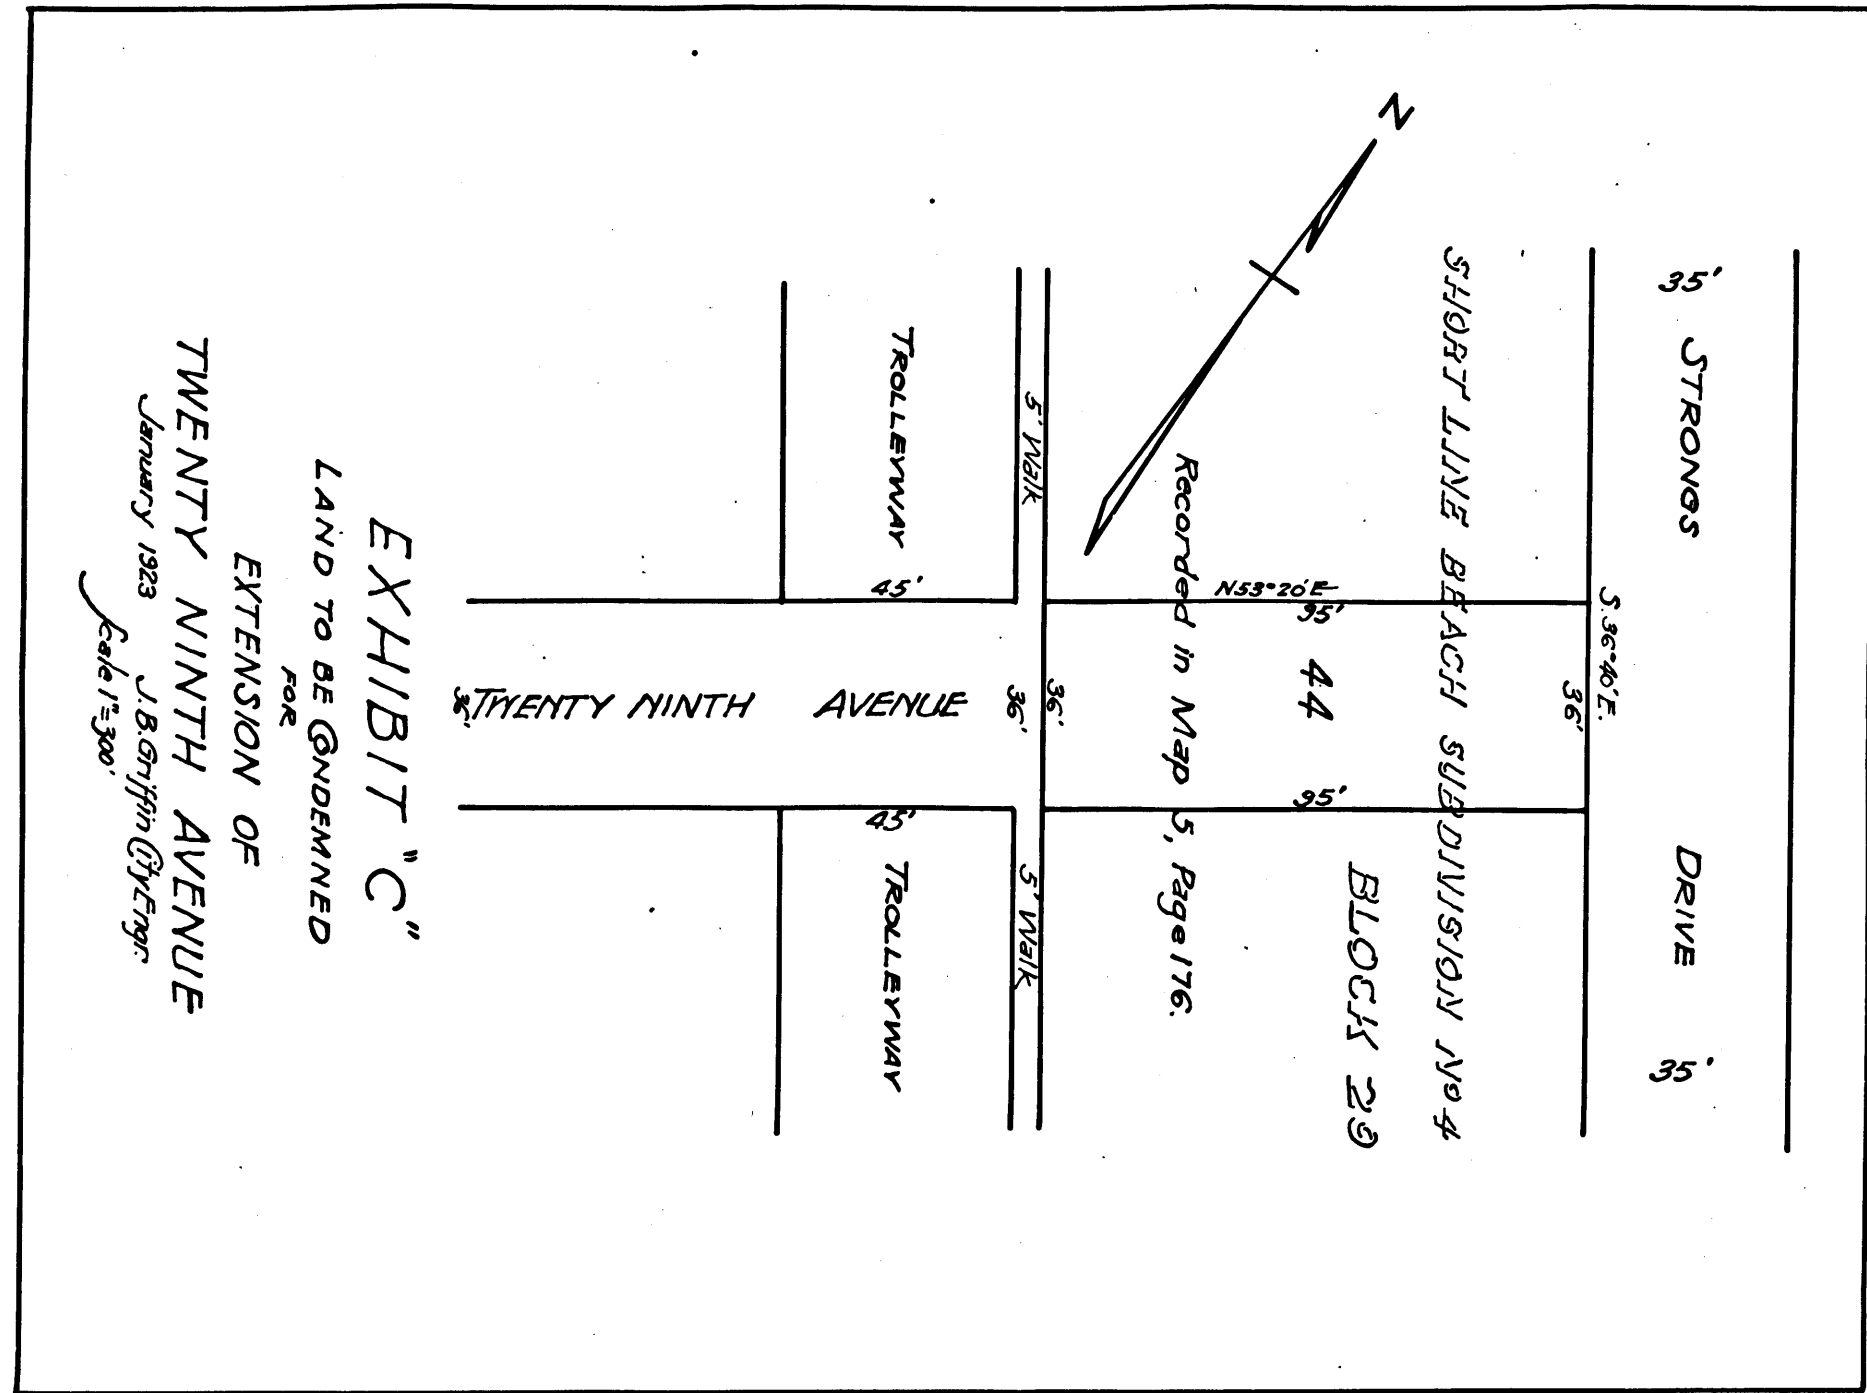 N
35' STRONGS DRIVE 35'
S.36°40'E.
36'
SHORT LINE BEACH SUBDIVISION Nº 4
BLOCK 29
N53°20'E
95'
44
95'
Recorded in Map 5, Page 176.
5' Walk
36'
36'
5' Walk
TROLLEYWAY
45'
45'
TROLLEYWAY
TWENTY NINTH AVENUE
36'
EXHIBIT "C"
LAND TO BE CONDEMNED
FOR
EXTENSION OF
TWENTY NINTH AVENUE
January 1923 J.B.Griffin City Engr.
Scale 1"=300'